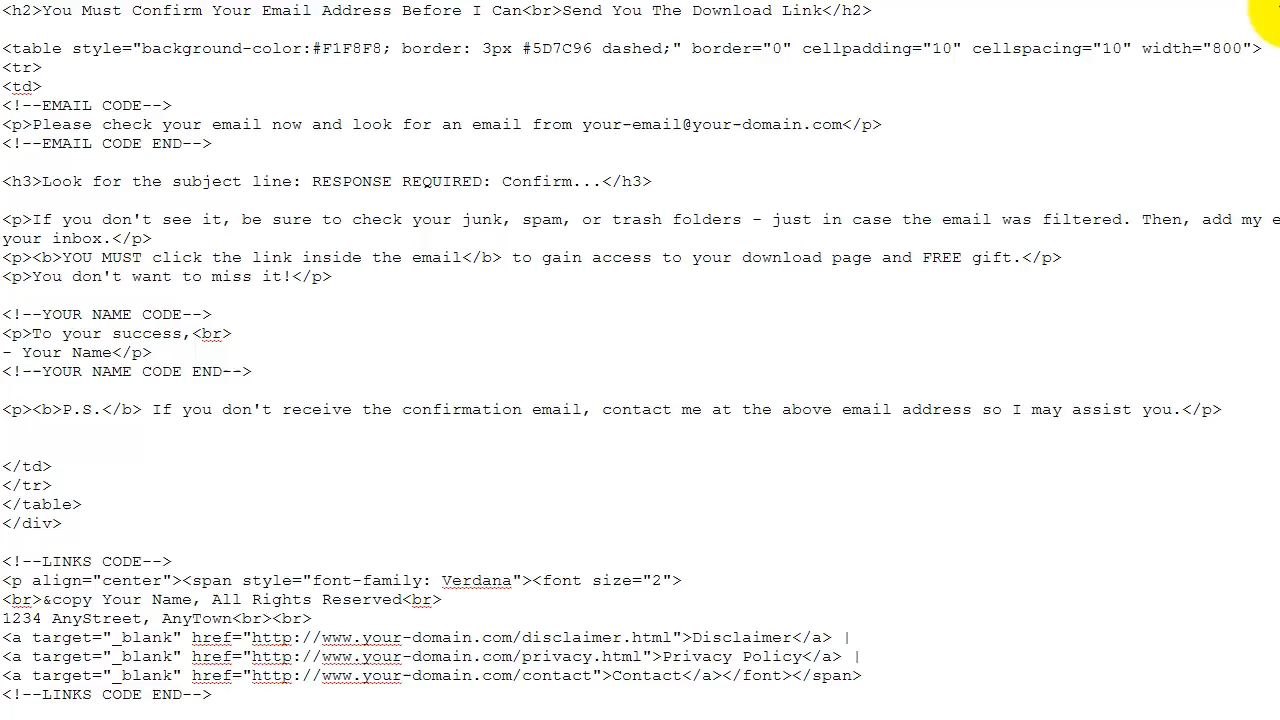 <h2>You Must Confirm Your Email Address Before I Can<br>Send You The Download Link</h2>
<table style="background-color:#F1F8F8; border: 3px #5D7C96 dashed;" border="0" cellpadding="10" cellspacing="10" width="800">
<tr>
<td>
<!--EMAIL CODE-->
<p>Please check your email now and look for an email from your-email@your-domain.com</p>
<!--EMAIL CODE END-->
<h3>Look for the subject line: RESPONSE REQUIRED: Confirm...</h3>
<p>If you don't see it, be sure to check your junk, spam, or trash folders - just in case the email was filtered. Then, add my e
your inbox.</p>
<p><b>YOU MUST click the link inside the email</b> to gain access to your download page and FREE gift.</p>
<p>You don't want to miss it!</p>
<!--YOUR NAME CODE-->
<p>To your success,<br>
- Your Name</p>
<!--YOUR NAME CODE END-->
<p><b>P.S.</b> If you don't receive the confirmation email, contact me at the above email address so I may assist you.</p>
</td>
</tr>
</table>
</div>
<!--LINKS CODE-->
<p align="center"><span style="font-family: Verdana"><font size="2">
<br>&copy Your Name, All Rights Reserved<br>
1234 AnyStreet, AnyTown<br><br>
<a target="_blank" href="http://www.your-domain.com/disclaimer.html">Disclaimer</a> |
<a target="_blank" href="http://www.your-domain.com/privacy.html">Privacy Policy</a> |
<a target="_blank" href="http://www.your-domain.com/contact">Contact</a></font></span>
<!--LINKS CODE END-->